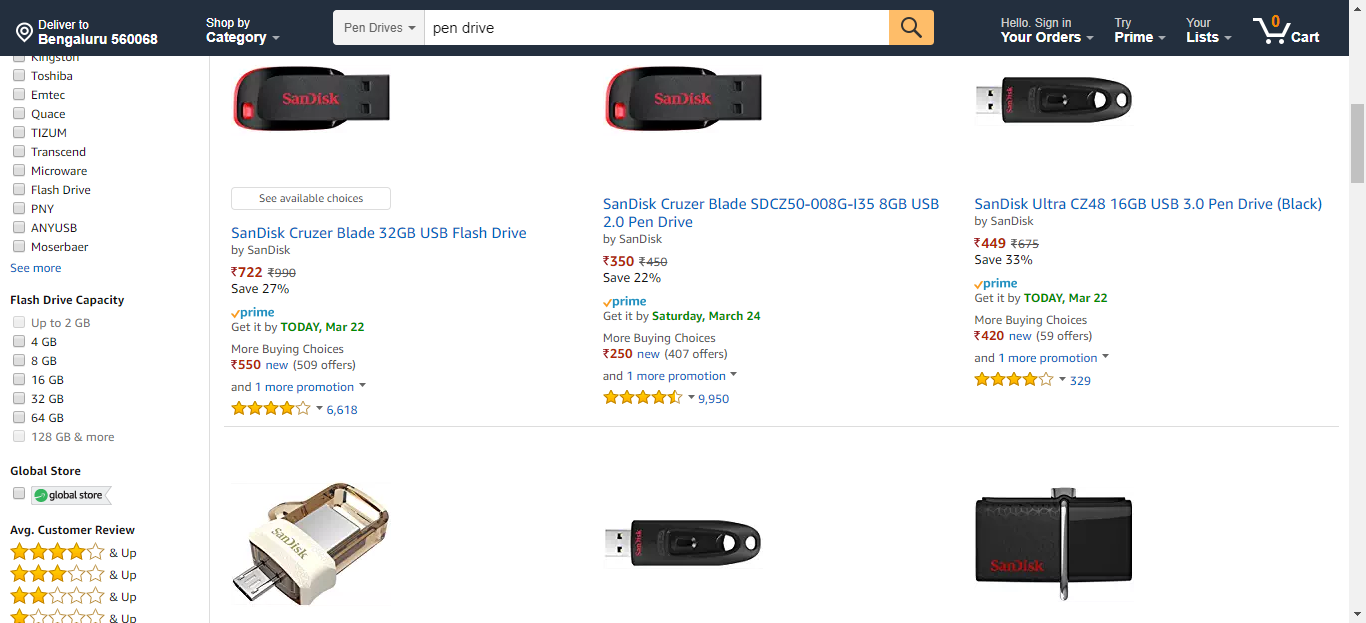 Deliver to
Bengaluru 560068
Shop by
Category
Pen Drives
pen drive
Hello. Sign in
Your Orders
Try
Prime
Your
Lists
0
Cart
Kingston
Toshiba
Emtec
Quace
TIZUM
Transcend
Microware
Flash Drive
PNY
ANYUSB
Moserbaer
See more
Flash Drive Capacity
Up to 2 GB
4 GB
8 GB
16 GB
32 GB
64 GB
128 GB & more
Global Store
global store
Avg. Customer Review
& Up
& Up
& Up
& Up
SanDisk
See available choices
SanDisk Cruzer Blade 32GB USB Flash Drive
by SanDisk
₹722 ₹990
Save 27%
prime
Get it by TODAY, Mar 22
More Buying Choices
₹550 new (509 offers)
and 1 more promotion
6,618
SanDisk
SanDisk Cruzer Blade SDCZ50-008G-I35 8GB USB
2.0 Pen Drive
by SanDisk
₹350 ₹450
Save 22%
prime
Get it by Saturday, March 24
More Buying Choices
₹250 new (407 offers)
and 1 more promotion
9,950
SanDisk
SanDisk Ultra CZ48 16GB USB 3.0 Pen Drive (Black)
by SanDisk
₹449 ₹675
Save 33%
prime
Get it by TODAY, Mar 22
More Buying Choices
₹420 new (59 offers)
and 1 more promotion
329
SanDisk
SanDisk
SanDisk